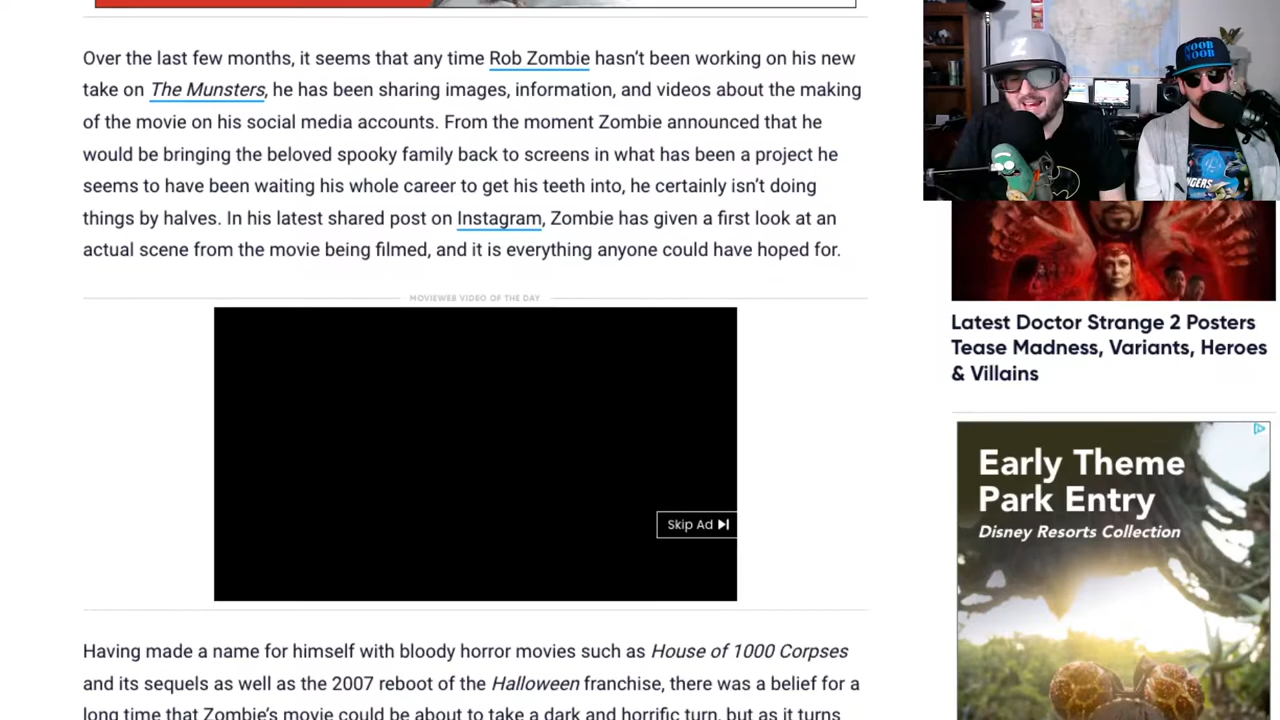 Over the last few months, it seems that any time Rob Zombie hasn't been working on his new
take on The Munsters, he has been sharing images, information, and videos about the making
of the movie on his social media accounts. From the moment Zombie announced that he
would be bringing the beloved spooky family back to screens in what has been a project he
seems to have been waiting his whole career to get his teeth into, he certainly isn't doing
things by halves. In his latest shared post on Instagram, Zombie has given a first look at an
actual scene from the movie being filmed, and it is everything anyone could have hoped for.
MOVIEWEB VIDEO OF THE DAY
Skip Ad
Having made a name for himself with bloody horror movies such as House of 1000 Corpses
and its sequels as well as the 2007 reboot of the Halloween franchise, there was a belief for a
long time that Zombie's movie could be about to take a dark and horrific turn, but as it turns
Z
NOOB
NOOB
Latest Doctor Strange 2 Posters
Tease Madness, Variants, Heroes
& Villains
Early Theme
Park Entry
Disney Resorts Collection